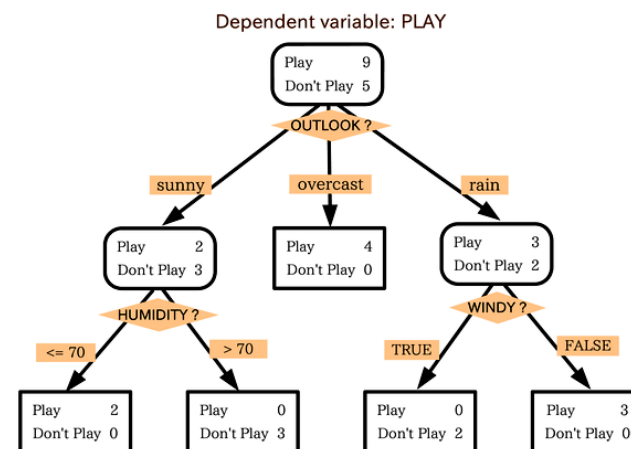 Dependent variable: PLAY
Play 9
Don't Play 5
OUTLOOK ?
sunny
overcast
rain
Play 2
Don't Play 3
Play 4
Don't Play 0
Play 3
Don't Play 2
HUMIDITY ?
WINDY ?
<= 70
> 70
TRUE
FALSE
Play 2
Don't Play 0
Play 0
Don't Play 3
Play 0
Don't Play 2
Play 3
Don't Play 0